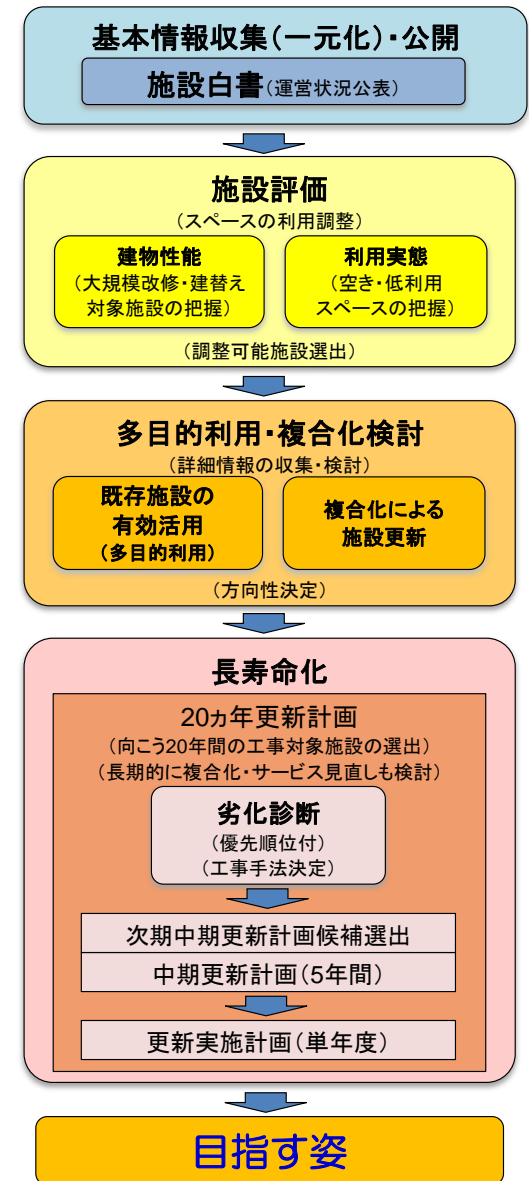 基本情報収集(一元化)・公開
施設白書(運営状況公表)
施設評価
(スペースの利用調整)
建物性能
(大規模改修・建替え
対象施設の把握)
利用実態
(空き・低利用
スペースの把握)
(調整可能施設選出)
多目的利用・複合化検討
(詳細情報の収集・検討)
既存施設の
有効活用
(多目的利用)
複合化による
施設更新
(方向性決定)
長寿命化
20ヵ年更新計画
(向こう20年間の工事対象施設の選出)
(長期的に複合化・サービス見直しも検討)
劣化診断
(優先順位付)
(工事手法決定)
次期中期更新計画候補選出
中期更新計画(5年間)
更新実施計画(単年度)
目指す姿